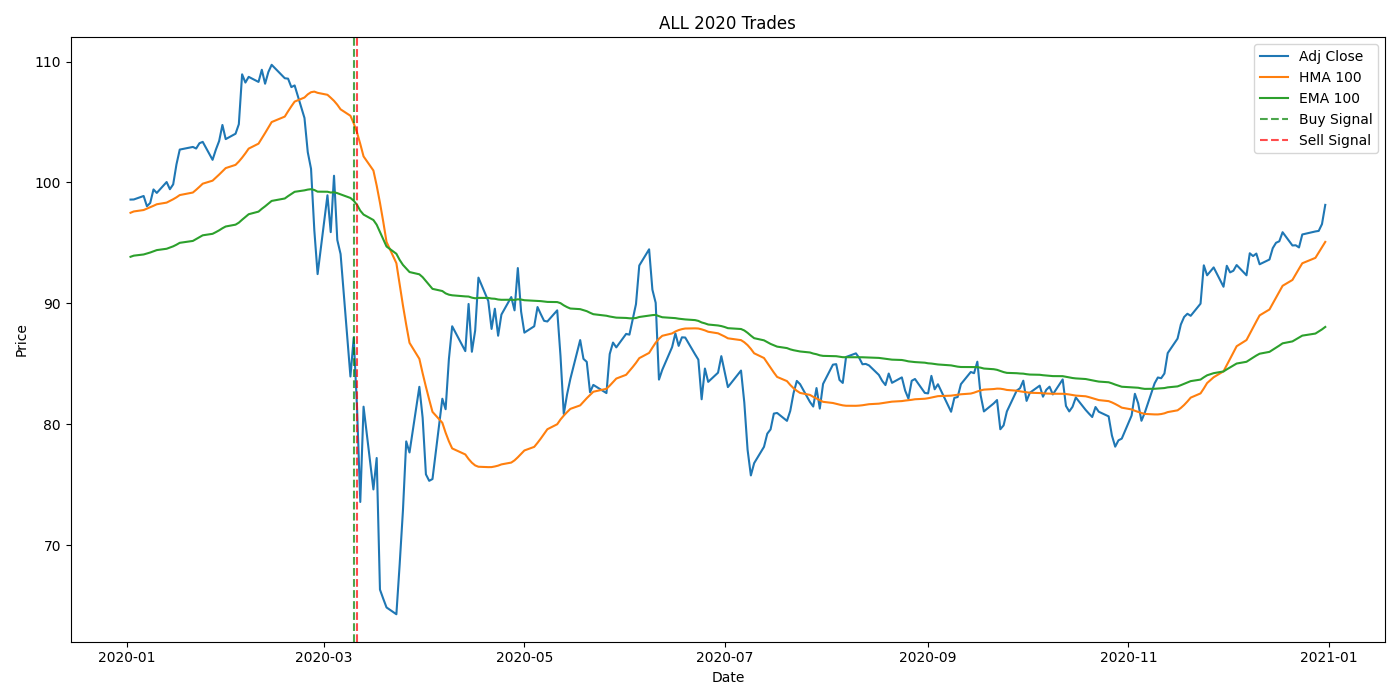 ALL 2020 Trades
Adj Close
HMA 100
EMA 100
Buy Signal
Sell Signal
Price
110
100
90
80
70
2020-01
2020-03
2020-05
2020-07
2020-09
2020-11
2021-01
Date